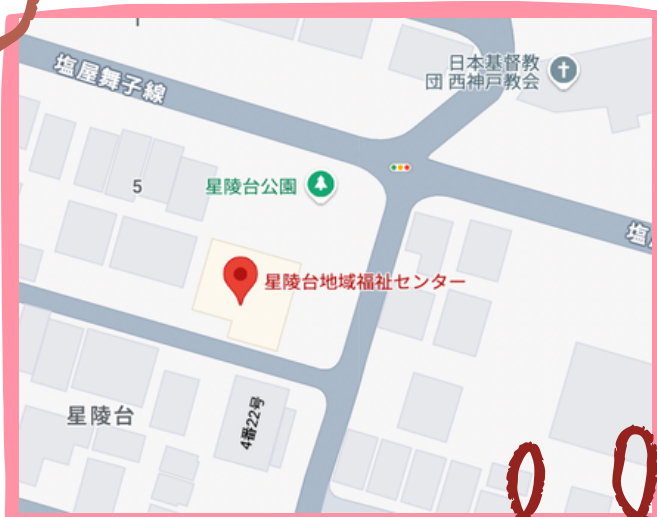 日本基督教
団 西神戸教会
塩屋舞子線
5
星陵台公園
塩屋
星陵台地域福祉センター
星陵台
4番22号